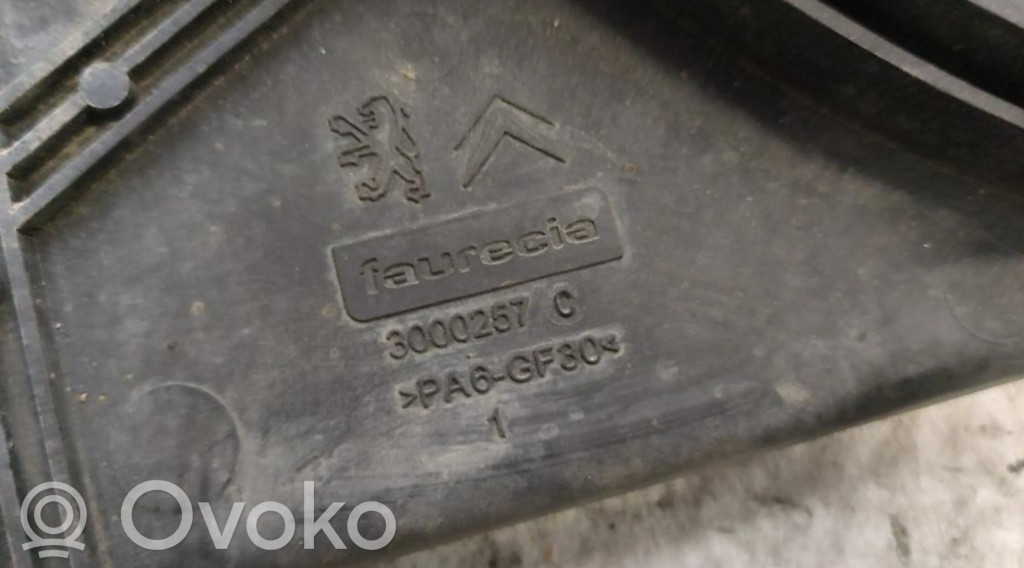 faurecia
3000257 C
>PA6-GF30<
1
Ovoko